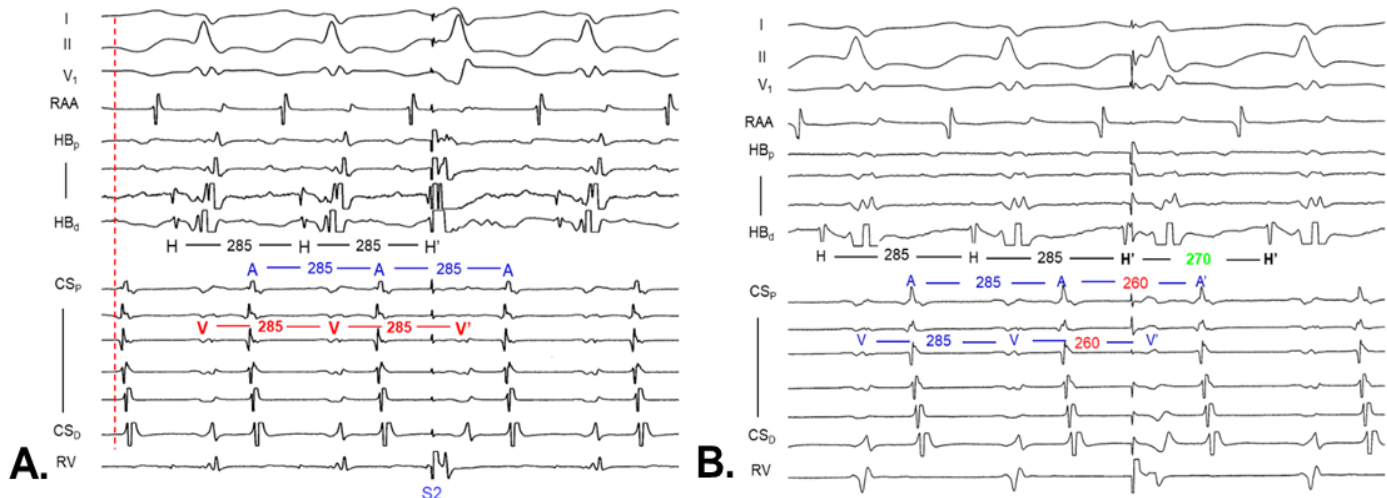 I
II
V1
RAA
HBp
HBd
H 285 H 285 H'
A 285 A 285 A
CSP
V 285 V 285 V'
CSD
A.
RV
S2
I
II
V1
RAA
HBp
HBd
H 285 H 285 H' 270 H'
A 285 A 260 A'
CSP
V 285 V 260 V'
CSD
B.
RV